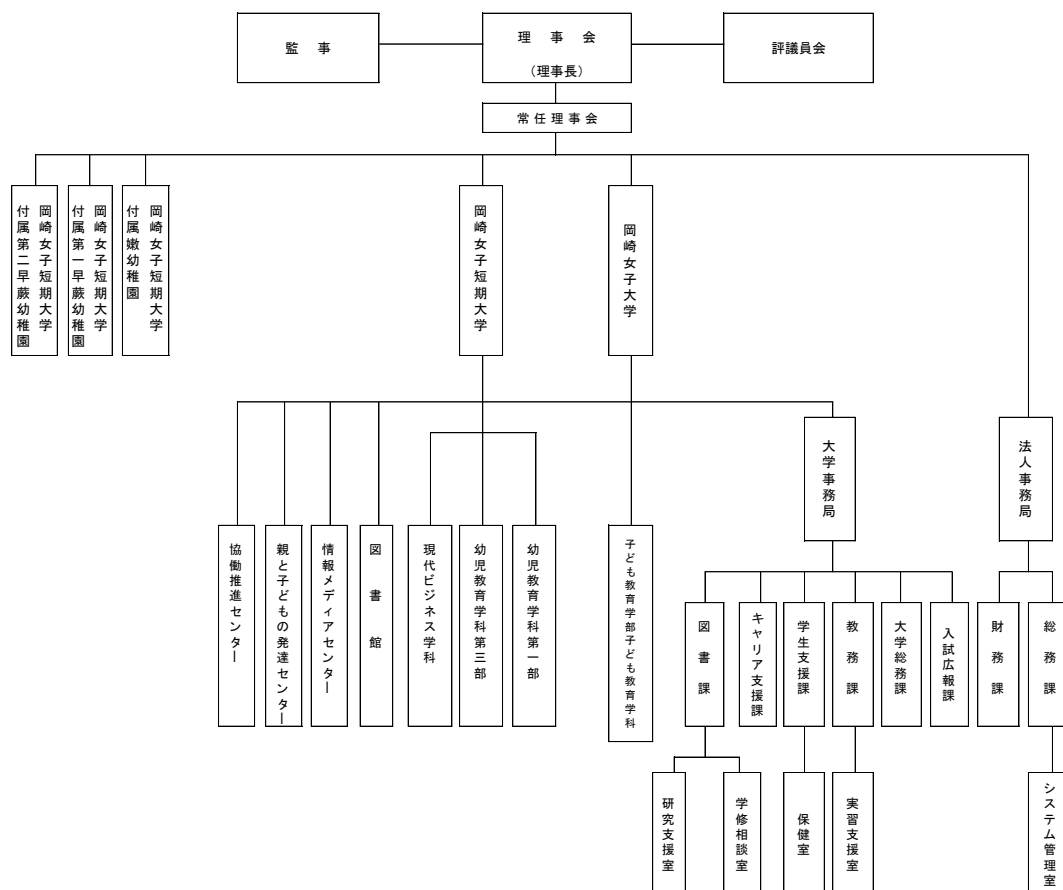 監　事
理　事　会
（理事長）
評議員会
常任理事会
岡崎女子短期大学
付属第二早蕨幼稚園
岡崎女子短期大学
付属第一早蕨幼稚園
岡崎女子短期大学
付属嫩幼稚園
岡崎女子短期大学
岡崎女子大学
大学事務局
法人事務局
協働推進センター
親と子どもの発達センター
情報メディアセンター
図　書　館
現代ビジネス学科
幼児教育学科第三部
幼児教育学科第一部
子ども教育学部子ども教育学科
図　書　課
キャリア支援課
学生支援課
教　務　課
大学総務課
入試広報課
財　務　課
総　務　課
研究支援室
学修相談室
保健室
実習支援室
システム管理室